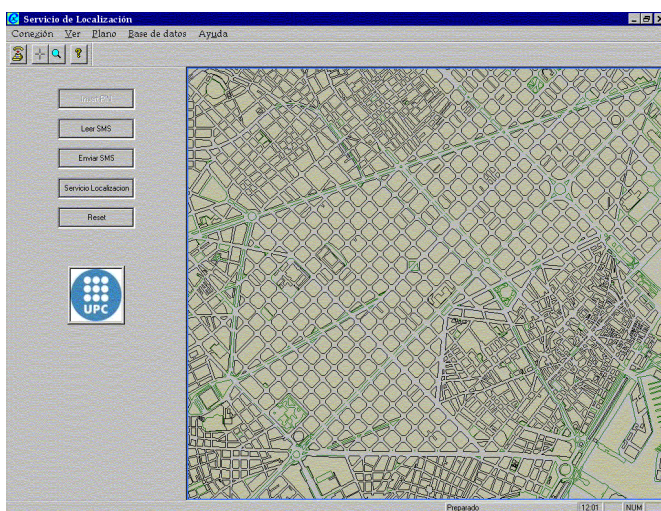 Servicio de Localización
Conexión Ver Plano Base de datos Ayuda
Leer SMS
Enviar SMS
Servicio Localizacion
Reset
UPC
Preparado 12:01 NUM